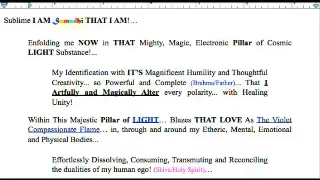 Sublime I AM Samadhi THAT I AM!…
Enfolding me NOW in THAT Mighty, Magic, Electronic Pillar of Cosmic
LIGHT Substance!...
My Identification with IT'S Magnificent Humility and Thoughtful
Creativity... so Powerful and Complete (Brahma/Father)... That I
Artfully and Magically Alter every polarity... with Healing
Unity!
Within This Majestic Pillar of LIGHT… Blazes THAT LOVE As The Violet
Compassionate Flame… in, through and around my Etheric, Mental, Emotional
and Physical Bodies...
Effortlessly Dissolving, Consuming, Transmuting and Reconciling
the dualities of my human ego! (Shiva/Holy Spirit)…